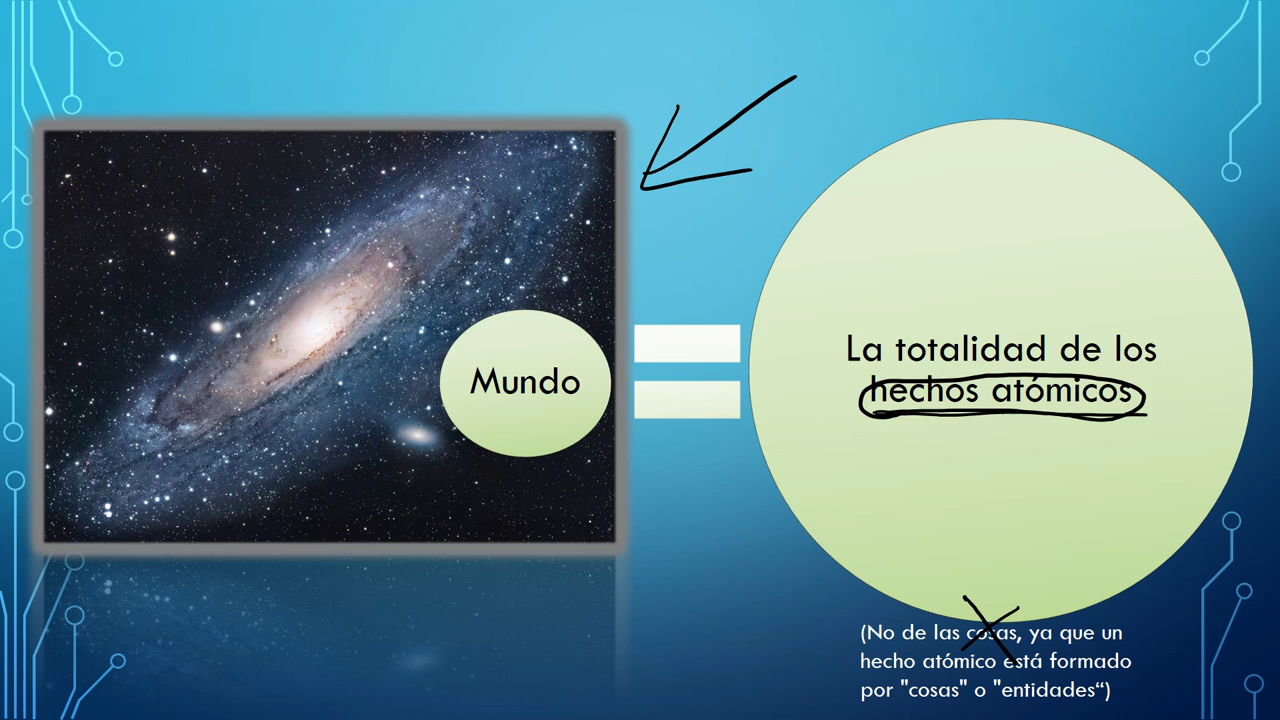 Mundo
La totalidad de los
hechos atómicos
(No de las cosas, ya que un
hecho atómico está formado
por "cosas" o "entidades“)